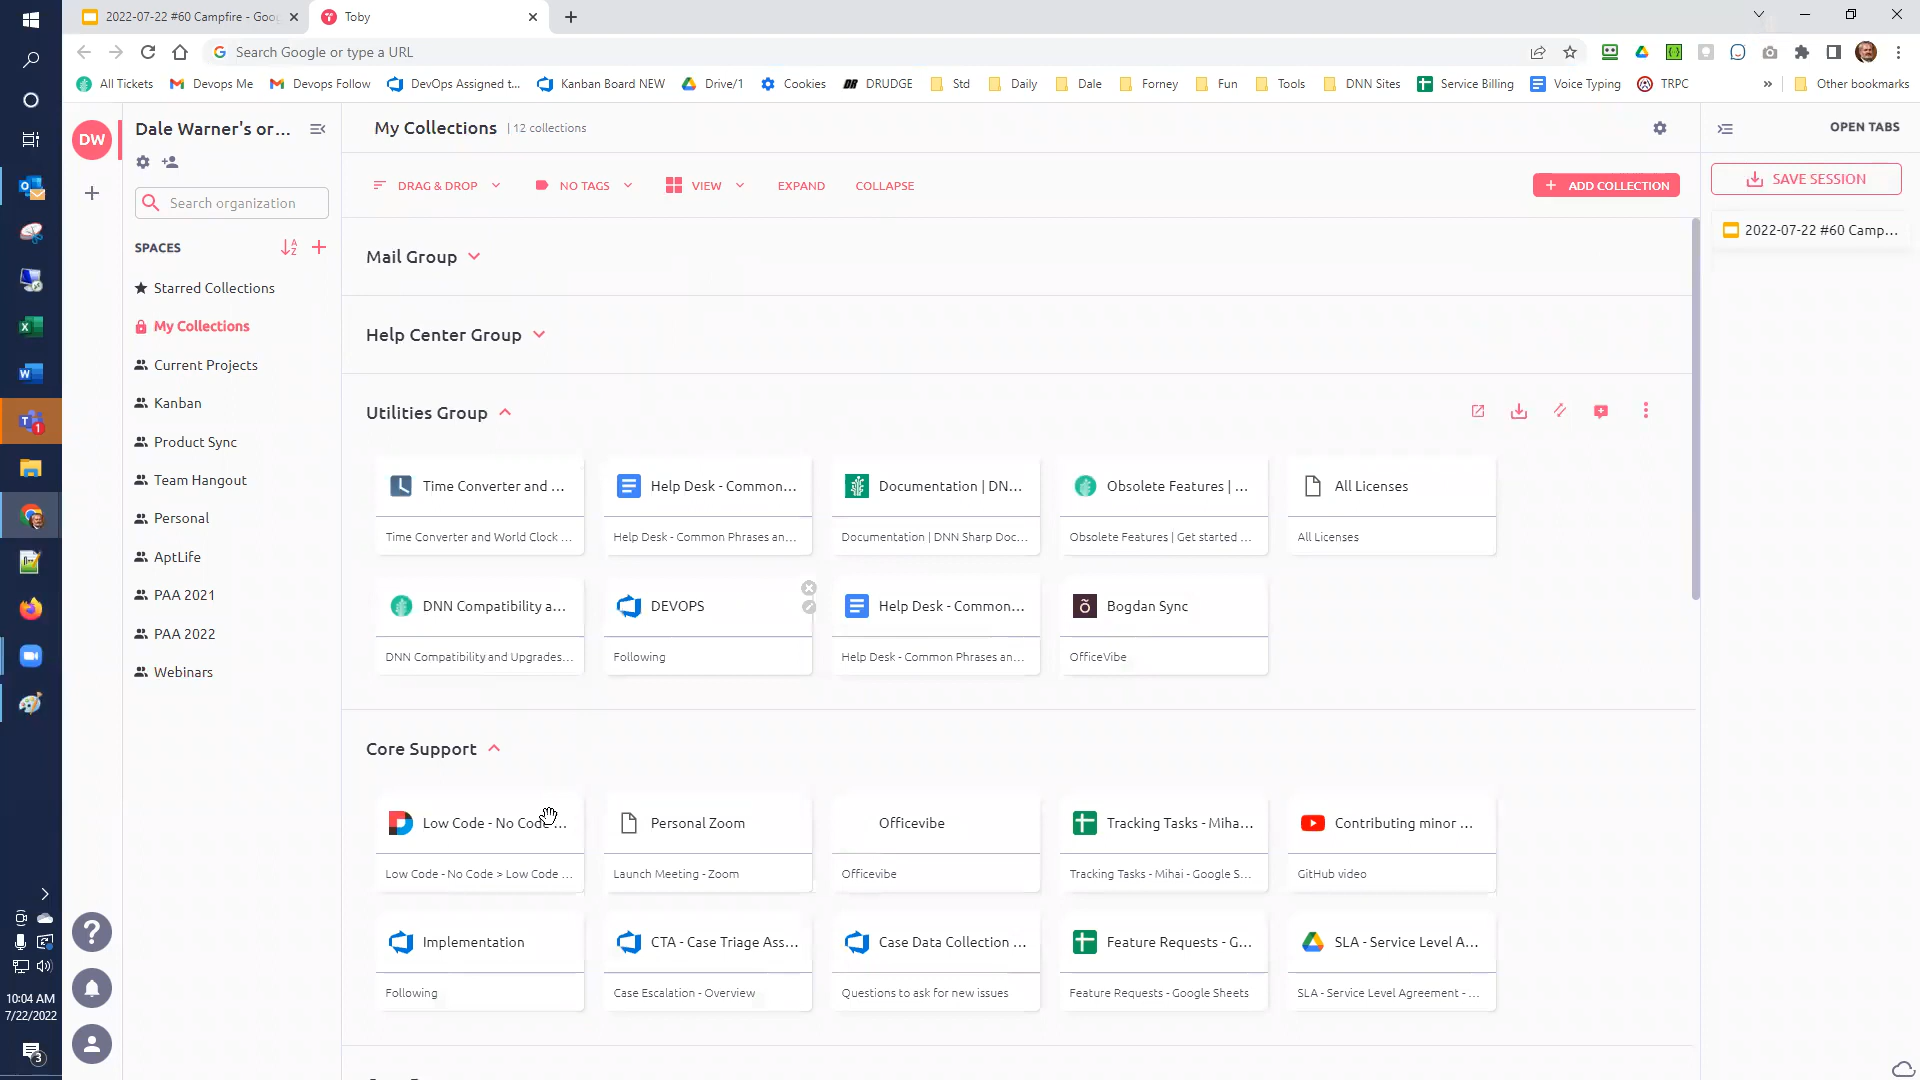 2022-07-22 #60 Campfire - Goo
Toby
Search Google or type a URL
All Tickets
Devops Me
Devops Follow
DevOps Assigned t...
Kanban Board NEW
Drive/1
Cookies
DRUDGE
Std
Daily
Dale
Forney
Fun
Tools
DNN Sites
Service Billing
Voice Typing
TRPC
»
Other bookmarks
DW
Dale Warner's or...
Search organization
SPACES
Starred Collections
My Collections
Current Projects
Kanban
Product Sync
Team Hangout
Personal
AptLife
PAA 2021
PAA 2022
Webinars
My Collections | 12 collections
DRAG & DROP
NO TAGS
VIEW
EXPAND
COLLAPSE
ADD COLLECTION
Mail Group
Help Center Group
Utilities Group
Time Converter and ...
Help Desk - Common...
Documentation | DN...
Obsolete Features | ...
All Licenses
Time Converter and World Clock ...
Help Desk - Common Phrases an...
Documentation | DNN Sharp Doc...
Obsolete Features | Get started ...
All Licenses
DNN Compatibility a...
DEVOPS
Help Desk - Common...
Bogdan Sync
DNN Compatibility and Upgrades...
Following
Help Desk - Common Phrases an...
OfficeVibe
Core Support
Low Code - No Code ...
Personal Zoom
Officevibe
Tracking Tasks - Miha...
Contributing minor ...
Low Code - No Code > Low Code ...
Launch Meeting - Zoom
Officevibe
Tracking Tasks - Mihai - Google S...
GitHub video
Implementation
CTA - Case Triage Ass...
Case Data Collection ...
Feature Requests - G...
SLA - Service Level A...
Following
Case Escalation - Overview
Questions to ask for new issues
Feature Requests - Google Sheets
SLA - Service Level Agreement - ...
OPEN TABS
SAVE SESSION
2022-07-22 #60 Camp...
10:04 AM
7/22/2022
3